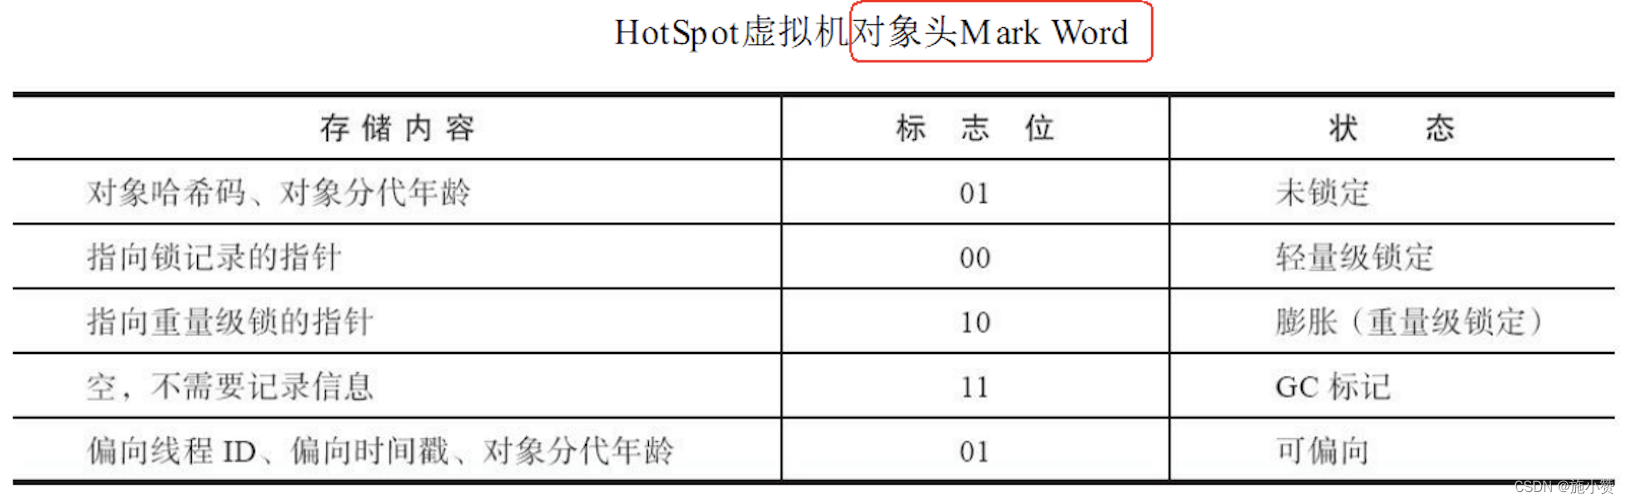 HotSpot虚拟机对象头Mark Word
存储内容 标志位 状态
对象哈希码、对象分代年龄 01 未锁定
指向锁记录的指针 00 轻量级锁定
指向重量级锁的指针 10 膨胀（重量级锁定）
空，不需要记录信息 11 GC 标记
偏向线程 ID、偏向时间戳、对象分代年龄 01 可偏向
CSDN @施小赞